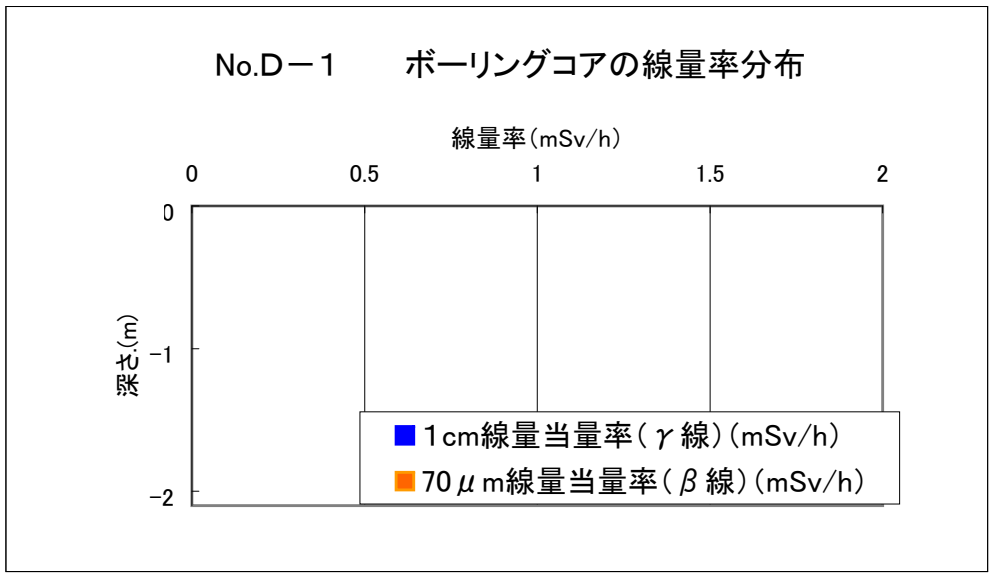 No.D－1　　ボーリングコアの線量率分布
線量率(mSv/h)
0 0.5 1 1.5 2
0
深さ.(m)
-1
-2
1cm線量当量率(γ線)(mSv/h)
70μm線量当量率(β線)(mSv/h)